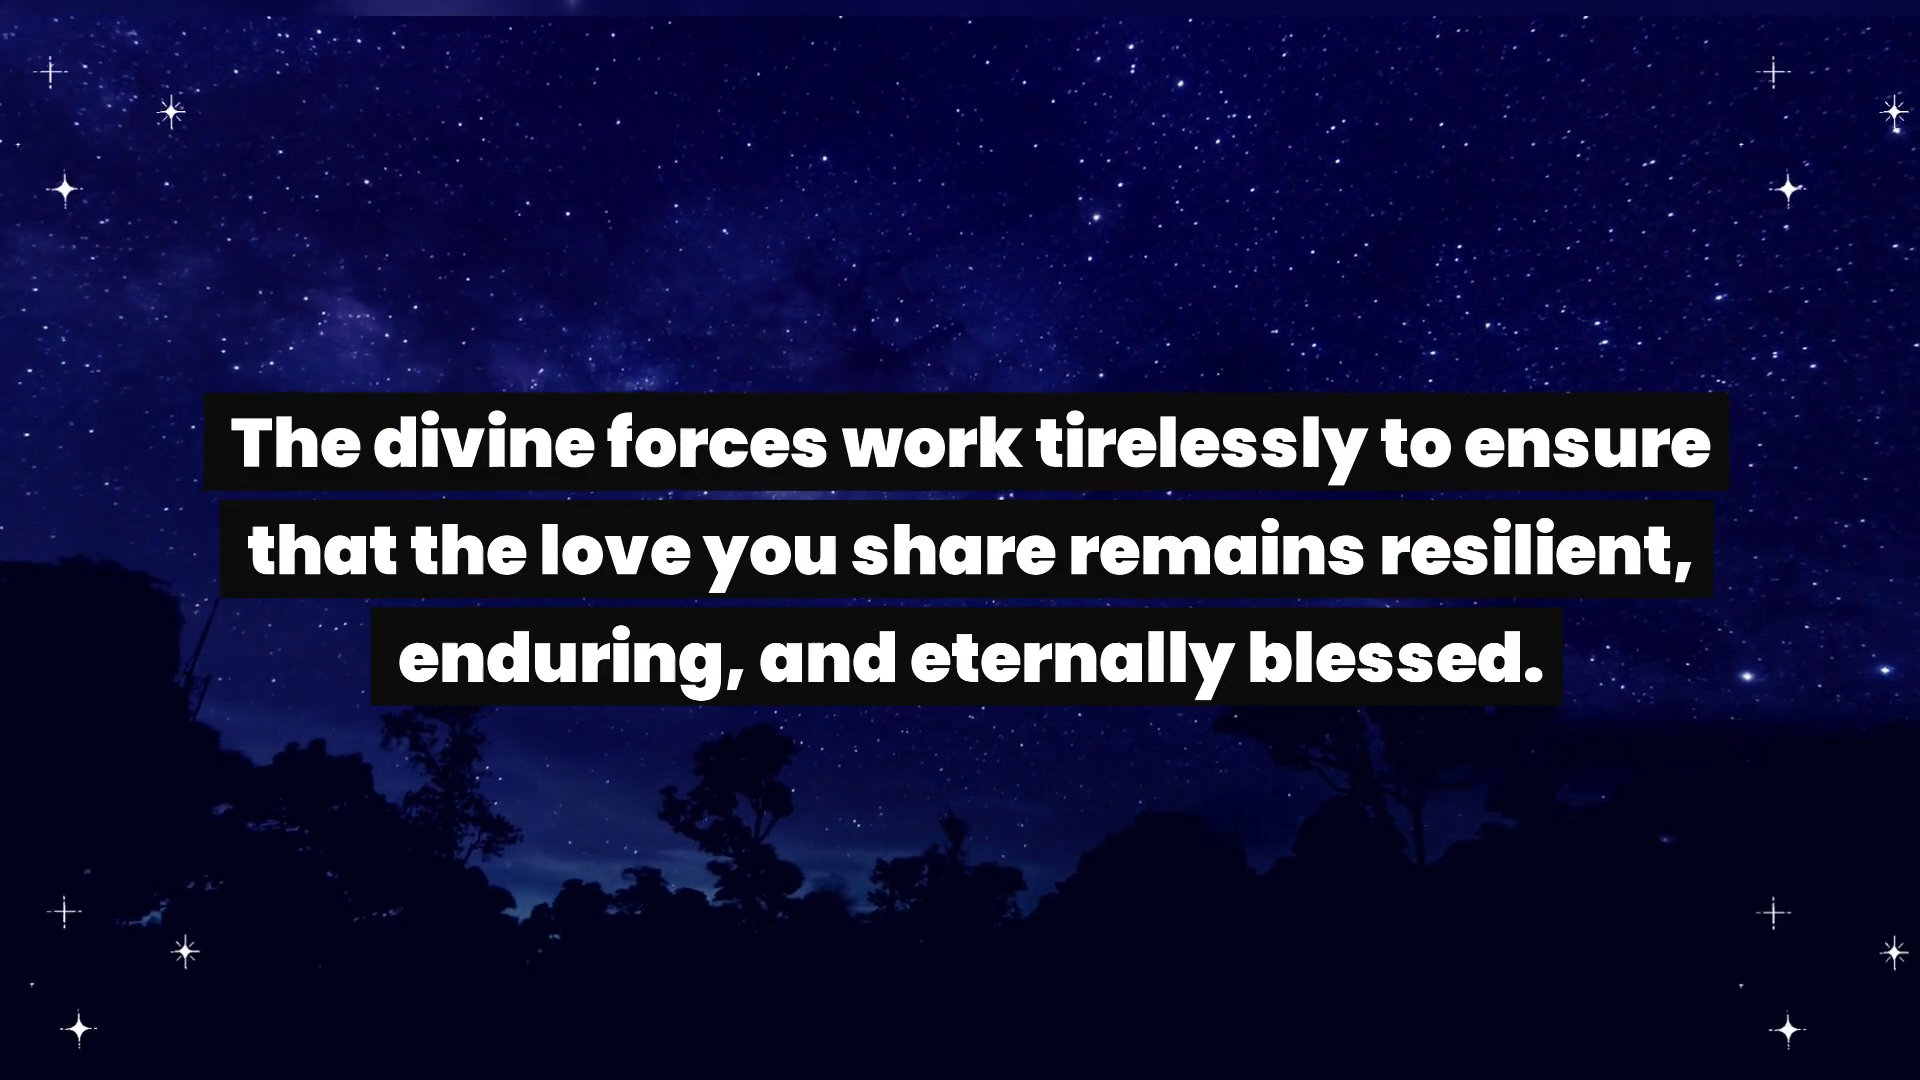 The divine forces work tirelessly to ensure
that the love you share remains resilient,
enduring, and eternally blessed.